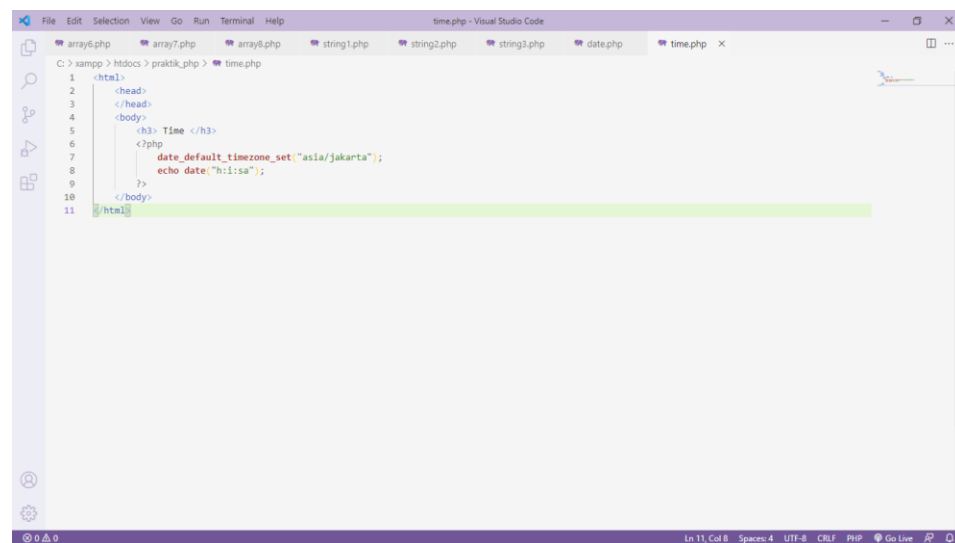 File Edit Selection View Go Run Terminal Help time.php - Visual Studio Code
array6.php array7.php array8.php string1.php string2.php string3.php date.php time.php
C: > xampp > htdocs > praktik_php > time.php
1 <html>
2 <head>
3 </head>
4 <body>
5 <h3> Time </h3>
6 <?php
7 date_default_timezone_set("asia/jakarta");
8 echo date("h:i:sa");
9 ?>
10 </body>
11 </html>
0 0 Ln 11, Col 8 Spaces: 4 UTF-8 CRLF PHP Go Live